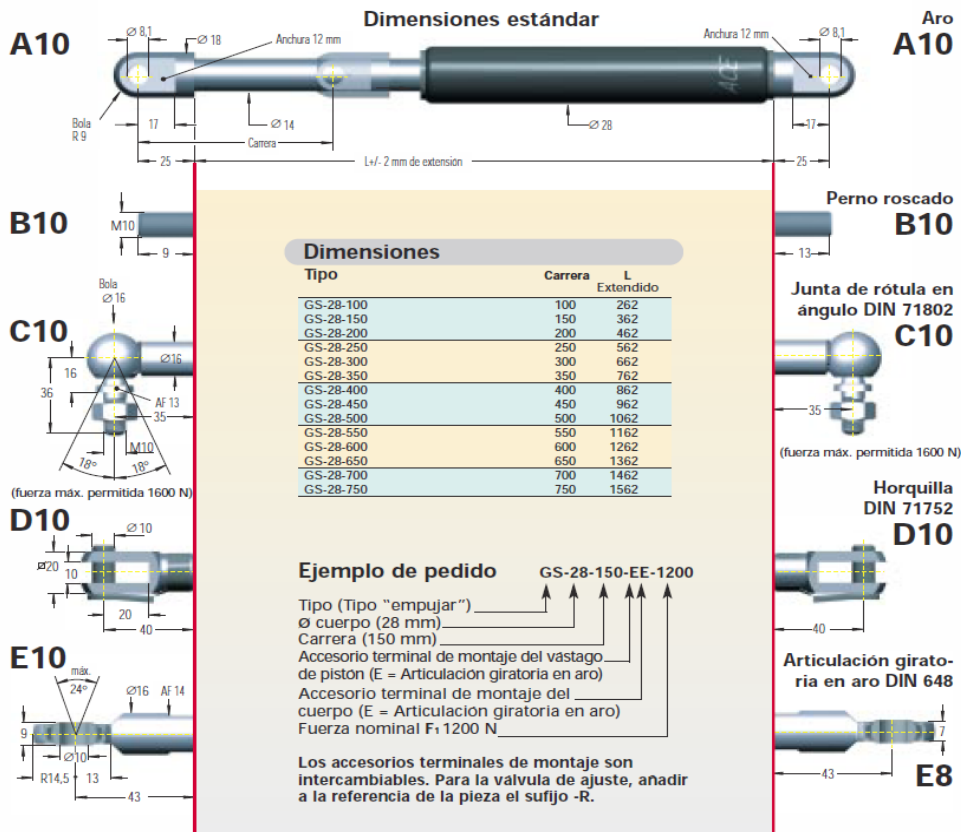 Dimensiones estándar
Aro
A10
A10
Ø 8,1
Ø 18
Anchura 12 mm
Anchura 12 mm
Ø 8,1
ACE
Bola
R 9
17
Ø 14
Ø 28
17
Carrera
25
L+/- 2 mm de extensión
25
Perno roscado
B10
B10
M10
9
13
Dimensiones
Tipo Carrera L
Extendido
GS-28-100 100 262
GS-28-150 150 362
GS-28-200 200 462
GS-28-250 250 562
GS-28-300 300 662
GS-28-350 350 762
GS-28-400 400 862
GS-28-450 450 962
GS-28-500 500 1062
GS-28-550 550 1162
GS-28-600 600 1262
GS-28-650 650 1362
GS-28-700 700 1462
GS-28-750 750 1562
Bola
Ø 16
C10
Ø16
16
36
AF 13
35
M10
18° 18°
(fuerza máx. permitida 1600 N)
Junta de rótula en
ángulo DIN 71802
C10
35
(fuerza máx. permitida 1600 N)
D10
Ø 10
Ø20
10
20
40
Horquilla
DIN 71752
D10
40
Ejemplo de pedido GS-28-150-EE-1200
Tipo (Tipo “empujar”)
Ø cuerpo (28 mm)
Carrera (150 mm)
Accesorio terminal de montaje del vástago
de pistón (E = Articulación giratoria en aro)
Accesorio terminal de montaje del
cuerpo (E = Articulación giratoria en aro)
Fuerza nominal F₁ 1200 N
Los accesorios terminales de montaje son
intercambiables. Para la válvula de ajuste, añadir
a la referencia de la pieza el sufijo -R.
E10
máx.
24°
Ø16 AF 14
9
Ø10
R14,5 13
43
Articulación girato-
ria en aro DIN 648
7
43
E8